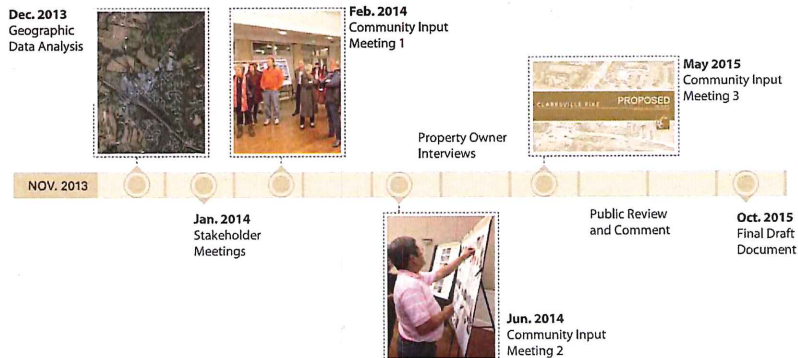 Dec. 2013
Geographic
Data Analysis
Feb. 2014
Community Input
Meeting 1
May 2015
Community Input
Meeting 3
CLARKSVILLE PIKE
PROPOSED
Property Owner
Interviews
NOV. 2013
Jan. 2014
Stakeholder
Meetings
Public Review
and Comment
Oct. 2015
Final Draft
Document
Jun. 2014
Community Input
Meeting 2